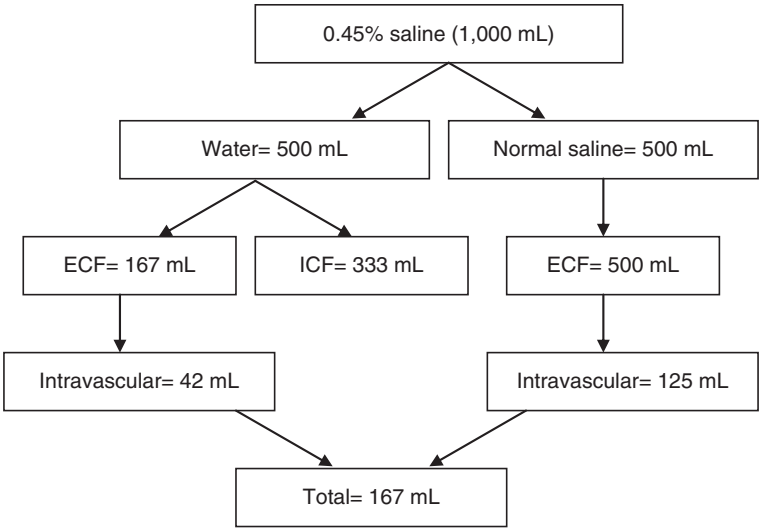 0.45% saline (1,000 mL)
Water= 500 mL
Normal saline= 500 mL
ECF= 167 mL
ICF= 333 mL
ECF= 500 mL
Intravascular= 42 mL
Intravascular= 125 mL
Total= 167 mL